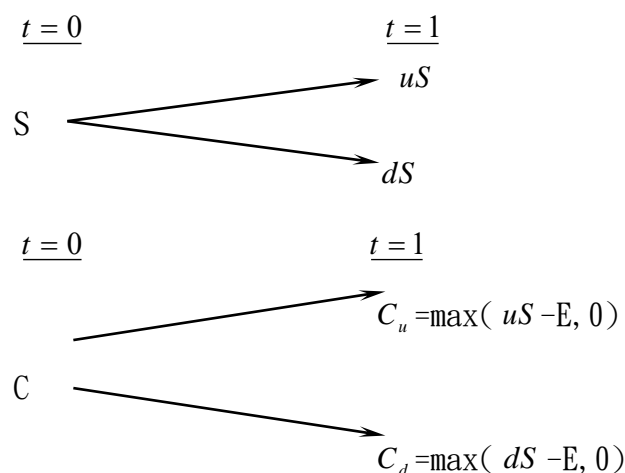 t = 0 t = 1
uS
S
dS
t = 0 t = 1
C_u =max( uS -E, 0)
C
C_d =max( dS -E, 0)